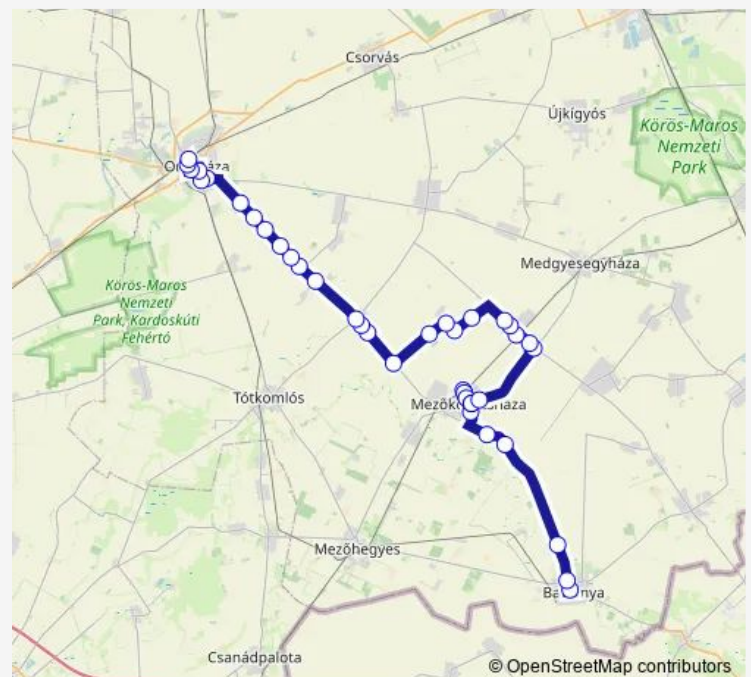 Csorvás
Újkígyós
Körös-Maros
Nemzeti
Park
Medgyesegyháza
Körös-Maros
Nemzeti
Park, Kardoskúti
Fehértó
Tótkomlós
Mezőhegyes
Csanádpalota
© OpenStreetMap contributors